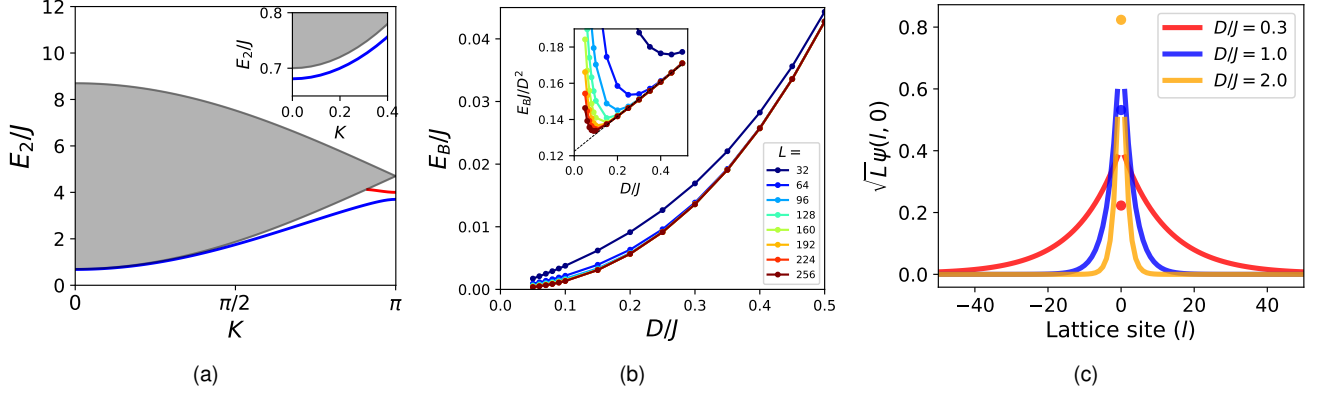 12
10
8
6
4
2
0
E₂/J
0
π/2
π
K
0.8
0.7
E₂/J
0.0
0.2
0.4
K
(a)
0.04
0.03
0.02
0.01
0.00
E_B/J
0.0
0.1
0.2
0.3
0.4
0.5
D/J
0.18
0.16
0.14
0.12
E_BJ/D²
0.0
0.2
0.4
D/J
L =
32
64
96
128
160
192
224
256
(b)
0.8
0.6
0.4
0.2
0.0
√L ψ(l, 0)
−40
−20
0
20
40
Lattice site (l)
D/J = 0.3
D/J = 1.0
D/J = 2.0
(c)